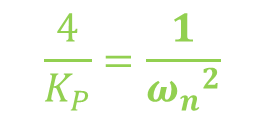 4/K_P = 1/ω_n²